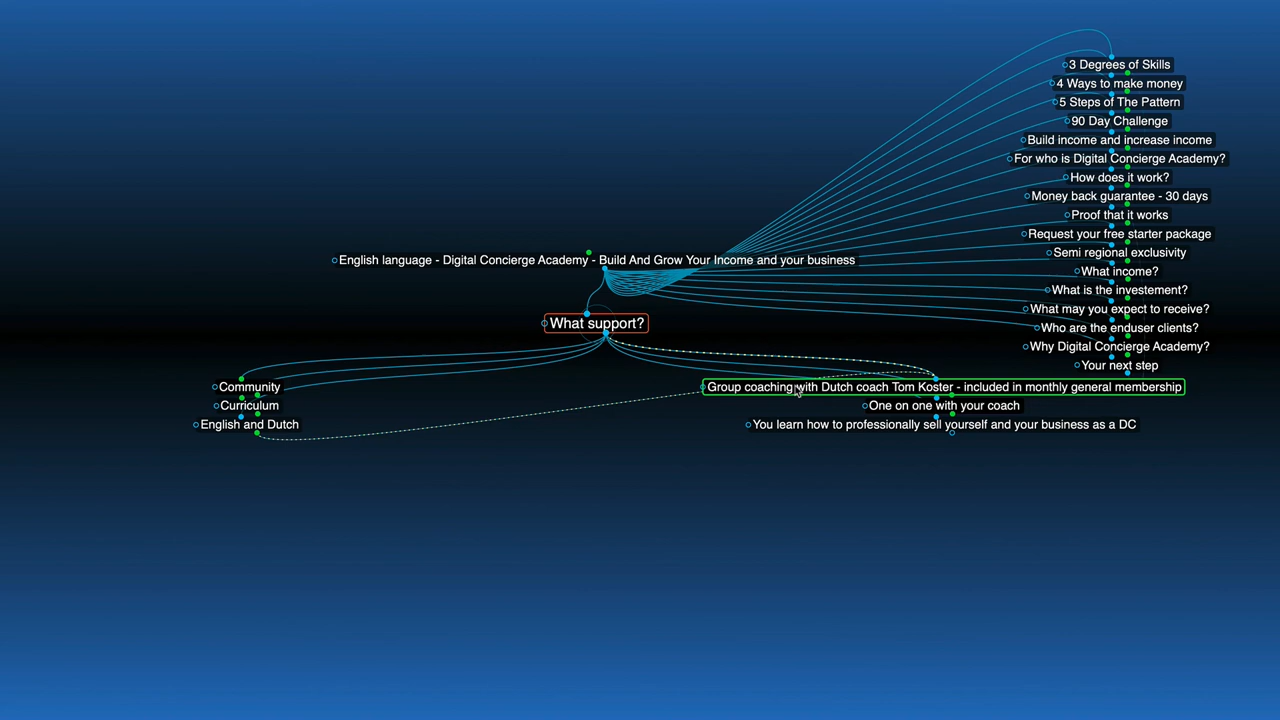 3 Degrees of Skills
4 Ways to make money
5 Steps of The Pattern
90 Day Challenge
Build income and increase income
For who is Digital Concierge Academy?
How does it work?
Money back guarantee - 30 days
Proof that it works
Request your free starter package
Semi regional exclusivity
What income?
What is the investement?
What may you expect to receive?
Who are the enduser clients?
Why Digital Concierge Academy?
Your next step
English language - Digital Concierge Academy - Build And Grow Your Income and your business
What support?
Community
Curriculum
English and Dutch
Group coaching with Dutch coach Tom Koster - included in monthly general membership
One on one with your coach
You learn how to professionally sell yourself and your business as a DC